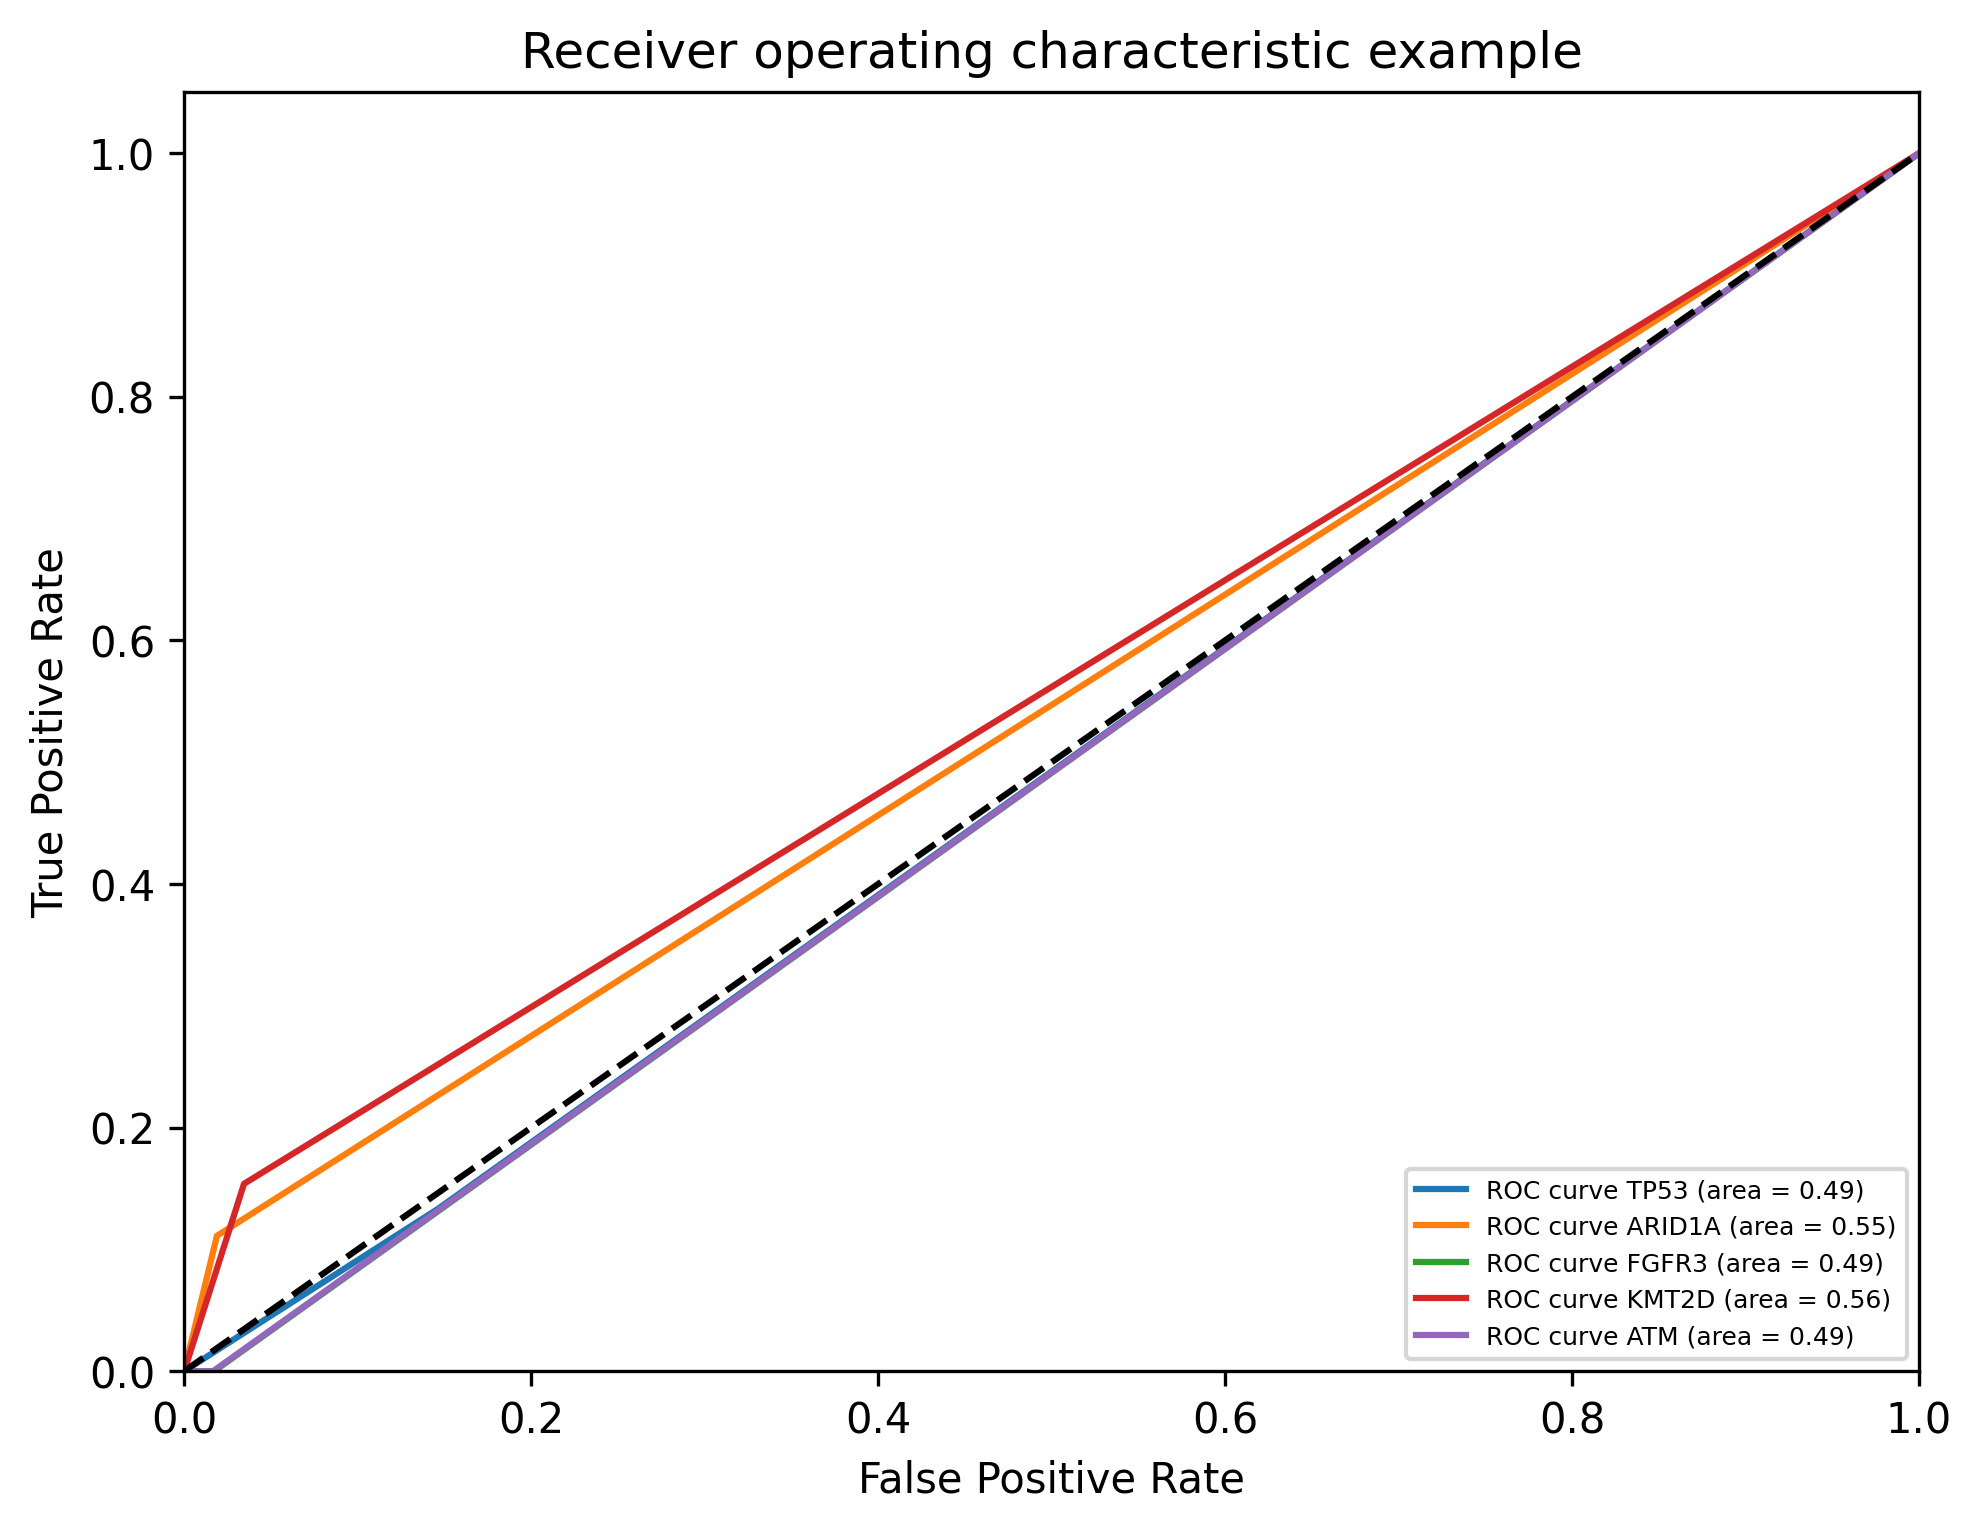 Receiver operating characteristic example
True Positive Rate
1.0
0.8
0.6
0.4
0.2
0.0
0.0 0.2 0.4 0.6 0.8 1.0
False Positive Rate
ROC curve TP53 (area = 0.49)
ROC curve ARID1A (area = 0.55)
ROC curve FGFR3 (area = 0.49)
ROC curve KMT2D (area = 0.56)
ROC curve ATM (area = 0.49)